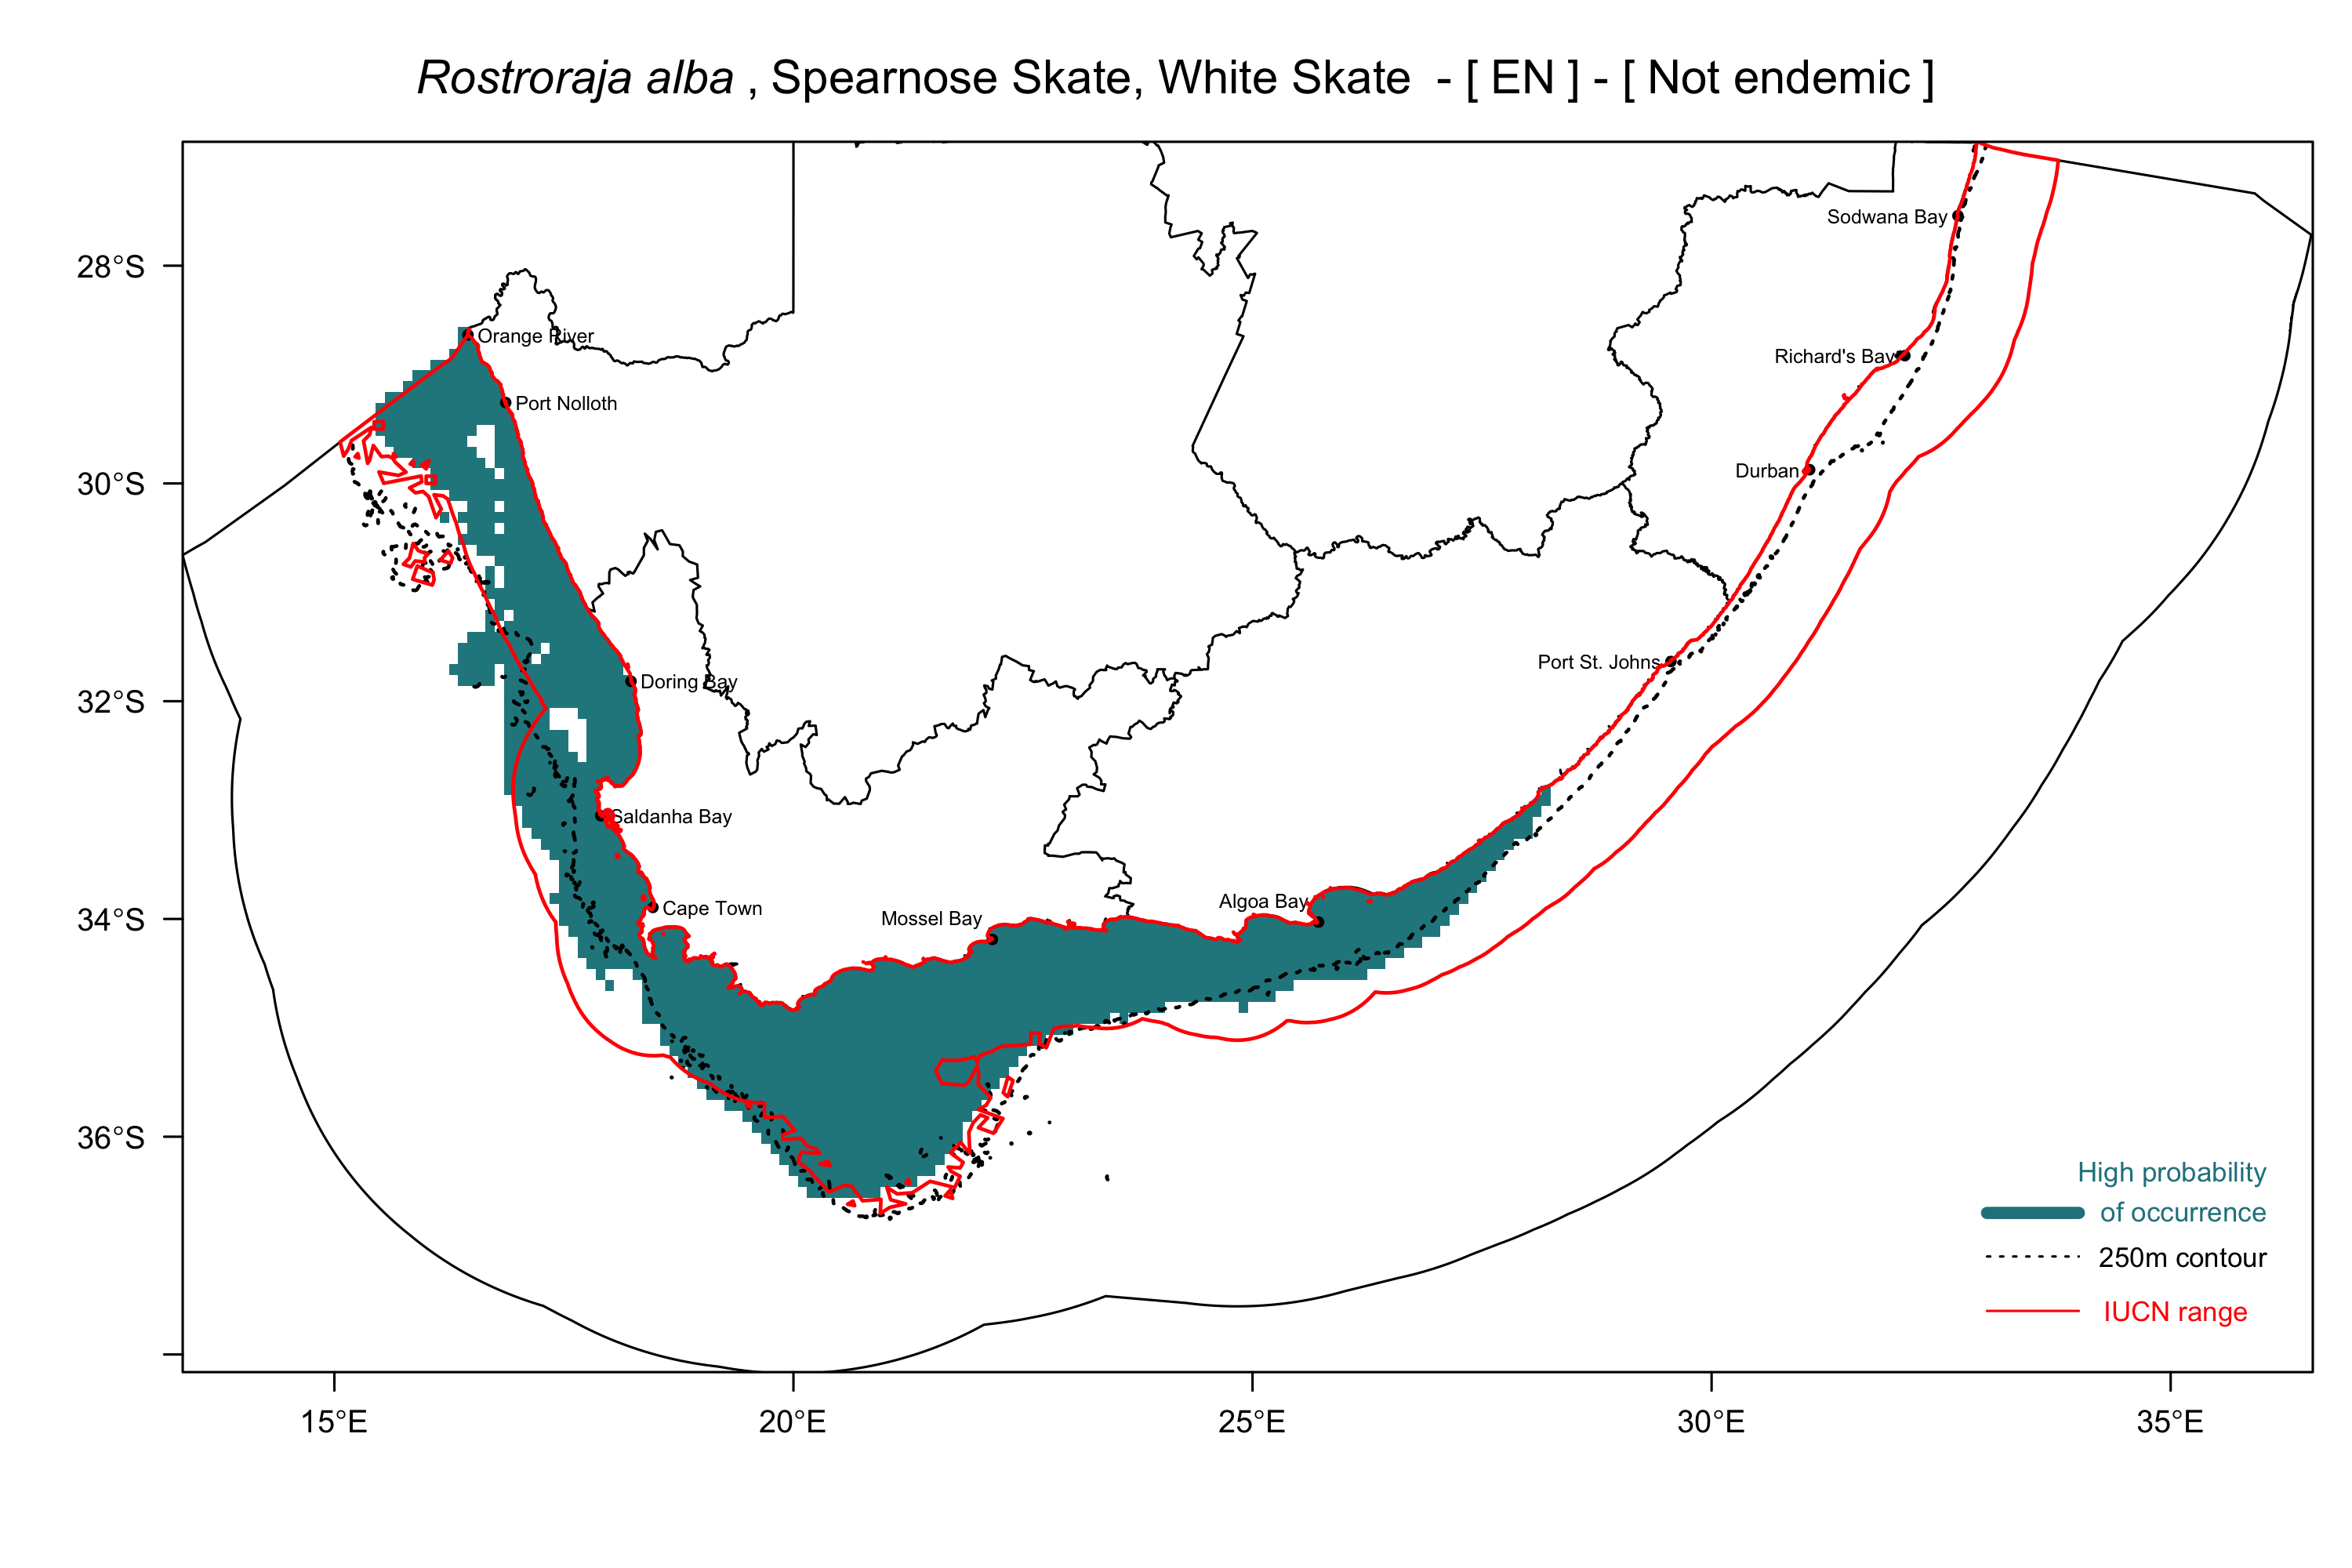 Rostroraja alba , Spearnose Skate, White Skate - [ EN ] - [ Not endemic ]
Sodwana Bay
28°S
Orange River
Richard's Bay
Port Nolloth
Durban
30°S
Port St. Johns
Doring Bay
32°S
Saldanha Bay
Algoa Bay
Cape Town
Mossel Bay
34°S
36°S
High probability
of occurrence
250m contour
IUCN range
15°E 20°E 25°E 30°E 35°E